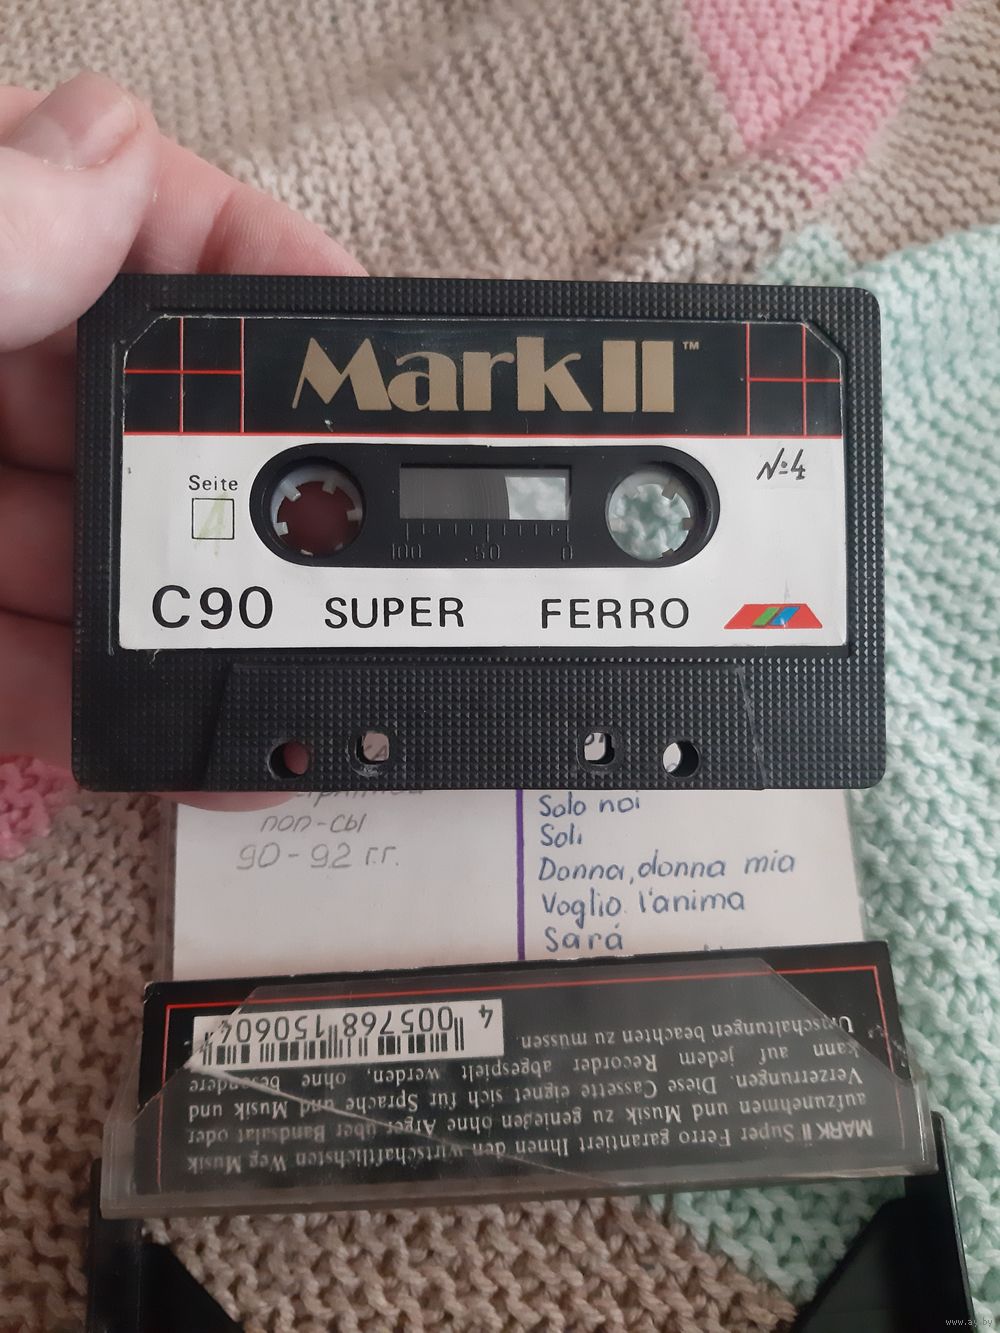 Mark II™
№4
Seite
A
C90 SUPER FERRO
100 50 0
поп-сы
90-92 г.г.
Solo noi
Soli
Donna, donna mia
Voglio l'anima
Sará
MARK II Super Ferro garantiert Ihnen den wirtschaftlichsten Weg Musik
aufzunehmen und Musik zu genießen ohne Ärger über Bandsalat oder
Verzerrungen. Diese Cassette eignet sich für Sprache und Musik und
kann auf jedem Recorder abgespielt werden, ohne besondere
Umschaltungen beachten zu müssen
4 005768 150604
www.ay.by